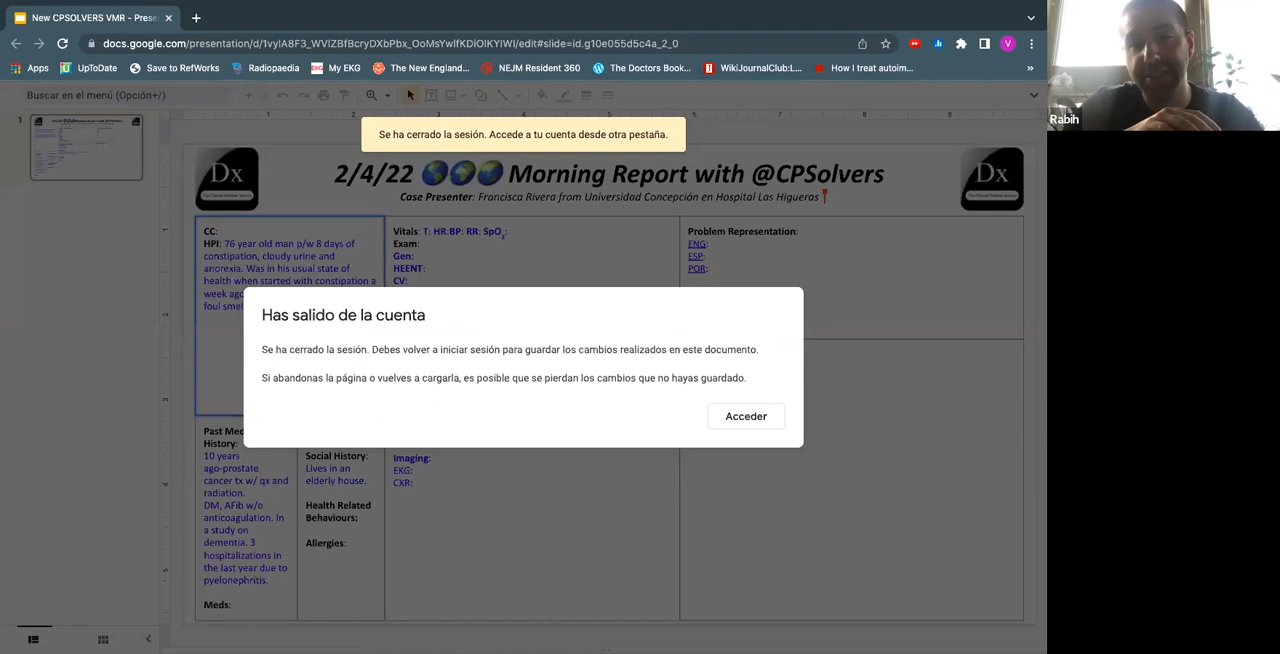 New CPSOLVERS VMR - Prese
docs.google.com/presentation/d/1vylA8F3_WVlZBfBcryDXbPbx_OoMsYwlfKDiOlKYlWI/edit#slide=id.g10e055d5c4a_2_0
V
Apps UpToDate Save to RefWorks Radiopaedia My EKG The New England... NEJM Resident 360 The Doctors Book... WikiJournalClub:L... How I treat autoim... »
Buscar en el menú (Opción+/)
Se ha cerrado la sesión. Accede a tu cuenta desde otra pestaña.
Rabih
1
Dx
2/4/22 🌍🌍🌏 Morning Report with @CPSolvers
Dx
Case Presenter: Francisca Rivera from Universidad Concepción en Hospital Las Higueras
CC:
HPI: 76 year old man p/w 8 days of
constipation, cloudy urine and
anorexia. Was in his usual state of
health when started with constipation a
week ago
foul smel
Vitals: T: HR:BP: RR: SpO2:
Exam:
Gen:
HEENT:
CV:
Problem Representation:
ENG:
ESP:
POR:
Has salido de la cuenta
Se ha cerrado la sesión. Debes volver a iniciar sesión para guardar los cambios realizados en este documento.
Si abandonas la página o vuelves a cargarla, es posible que se pierdan los cambios que no hayas guardado.
Acceder
Past Med
History:
10 years
ago-prostate
cancer tx w/ qx and
radiation.
DM, AFib w/o
anticoagulation. In
a study on
dementia. 3
hospitalizations in
the last year due to
pyelonephritis.
Meds:
Social History:
Lives in an
elderly house.
Health Related
Behaviours:
Allergies:
Imaging:
EKG:
CXR: